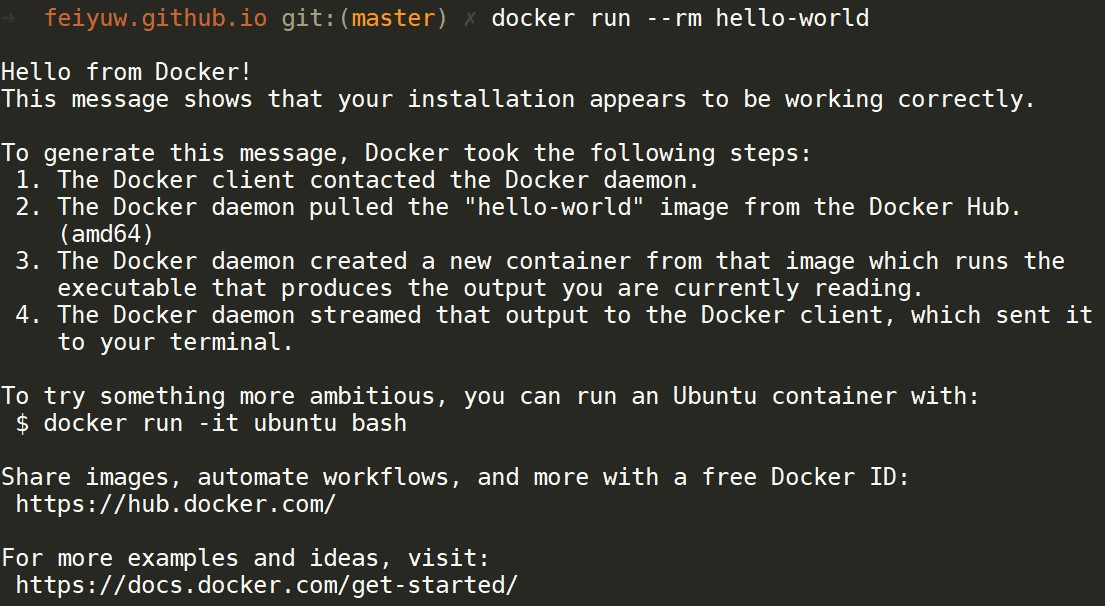 →  feiyuw.github.io git:(master) ✗ docker run --rm hello-world
Hello from Docker!
This message shows that your installation appears to be working correctly.
To generate this message, Docker took the following steps:
1. The Docker client contacted the Docker daemon.
2. The Docker daemon pulled the "hello-world" image from the Docker Hub.
(amd64)
3. The Docker daemon created a new container from that image which runs the
executable that produces the output you are currently reading.
4. The Docker daemon streamed that output to the Docker client, which sent it
to your terminal.
To try something more ambitious, you can run an Ubuntu container with:
$ docker run -it ubuntu bash
Share images, automate workflows, and more with a free Docker ID:
https://hub.docker.com/
For more examples and ideas, visit:
https://docs.docker.com/get-started/